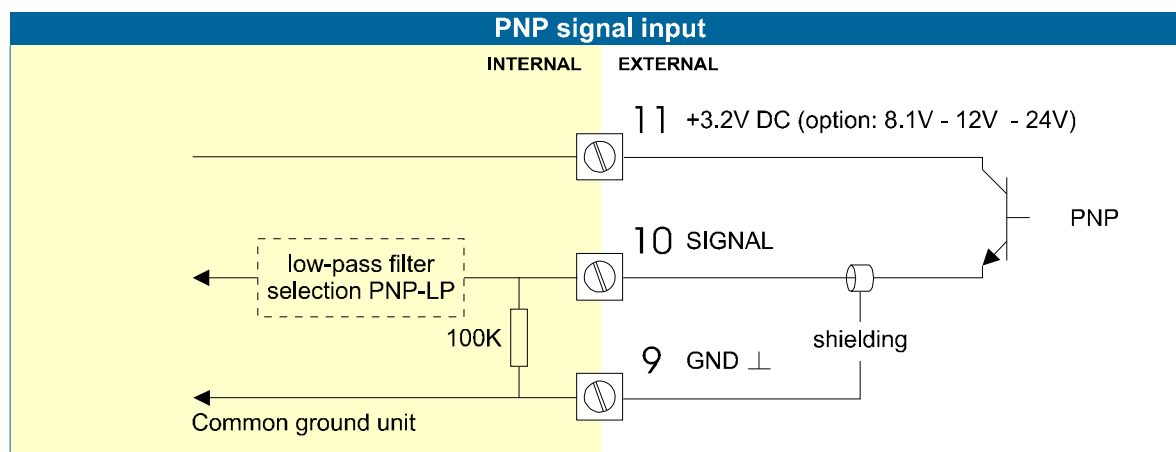 PNP signal input
INTERNAL EXTERNAL
11 +3.2V DC (option: 8.1V - 12V - 24V)
PNP
10 SIGNAL
low-pass filter
selection PNP-LP
100K
shielding
9 GND ⊥
Common ground unit